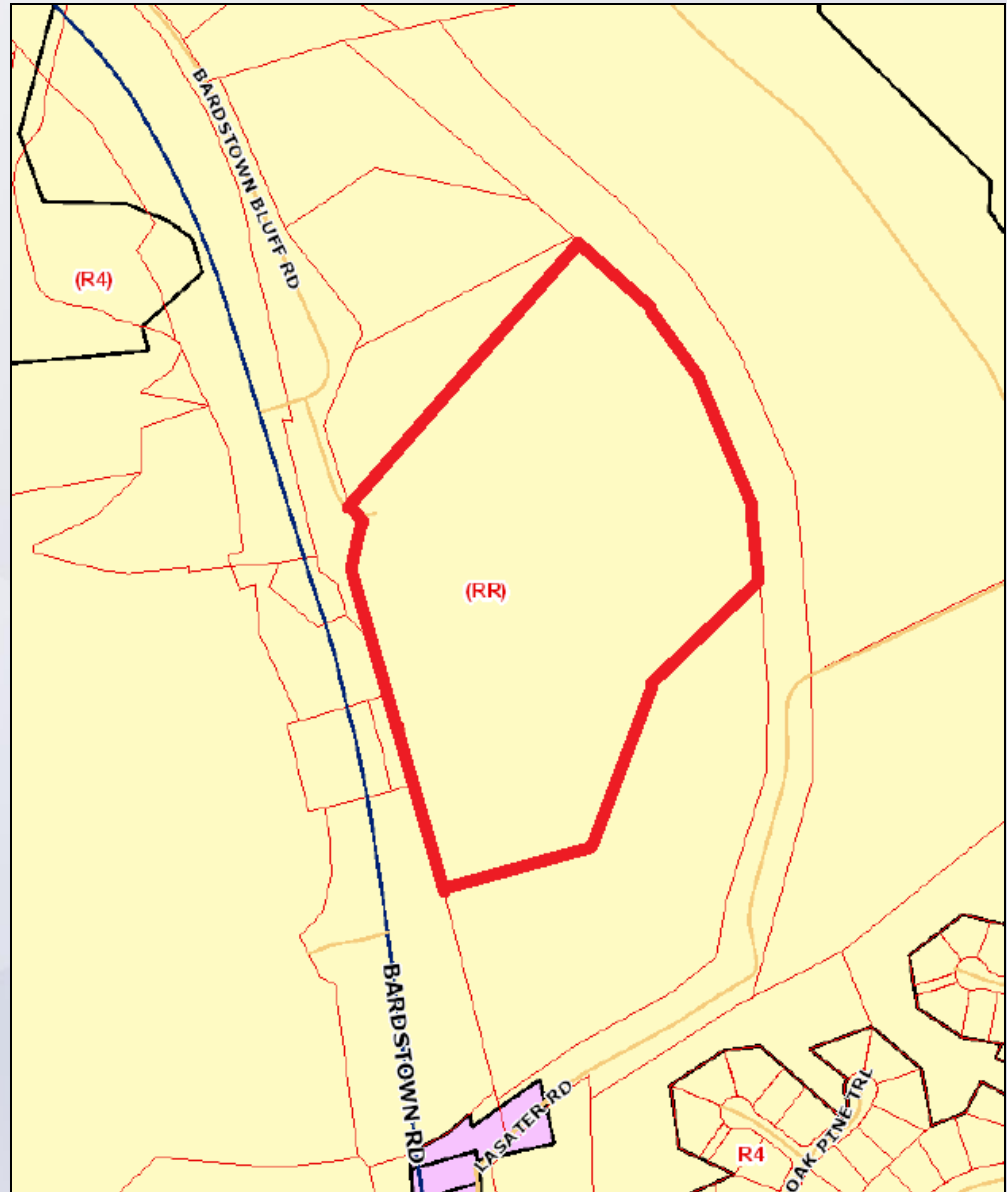 BARDSTOWN BLUFF RD
(R4)
(RR)
BARDSTOWN RD
LASATER RD
OAK PINE TRL
R4